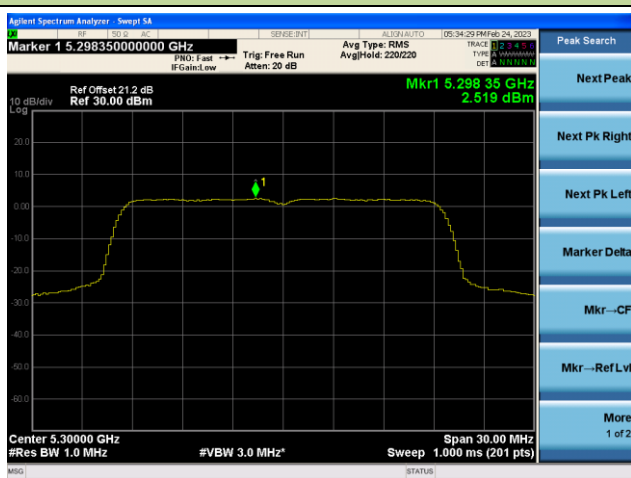 Agilent Spectrum Analyzer - Swept SA
RF 50 Ω AC SENSE:INT ALIGN AUTO 05:34:29 PM Feb 24, 2023
Marker 1 5.298350000000 GHz
PNO: Fast
IFGain:Low
Trig: Free Run
Atten: 20 dB
Avg Type: RMS
Avg|Hold: 220/220
TRACE 1 2 3 4 5 6
TYPE A WWWWW
DET A N N N N N
Peak Search
Mkr1 5.298 35 GHz
2.519 dBm
Ref Offset 21.2 dB
Ref 30.00 dBm
10 dB/div
Log
20.0
10.0
0.00
-10.0
-20.0
-30.0
-40.0
-50.0
-60.0
1
Next Peak
Next Pk Right
Next Pk Left
Marker Delta
Mkr→CF
Mkr→Ref Lvl
More
1 of 2
Center 5.30000 GHz
#Res BW 1.0 MHz
#VBW 3.0 MHz*
Span 30.00 MHz
Sweep 1.000 ms (201 pts)
MSG
STATUS